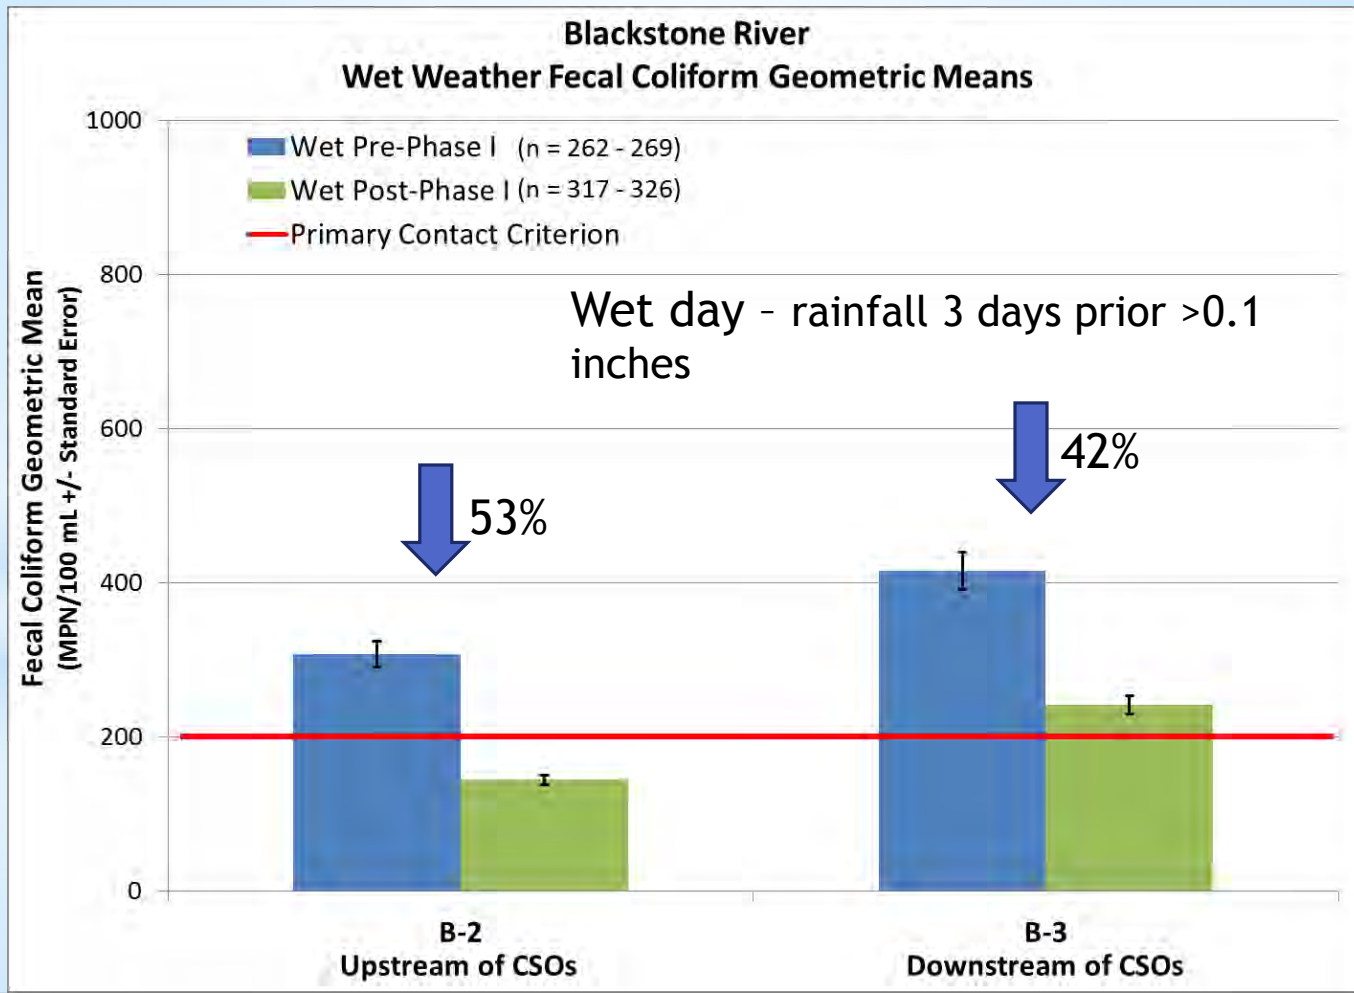 Blackstone River
Wet Weather Fecal Coliform Geometric Means
Fecal Coliform Geometric Mean
(MPN/100 mL +/- Standard Error)
1000
800
600
400
200
0
Wet Pre-Phase I (n = 262 - 269)
Wet Post-Phase I (n = 317 - 326)
Primary Contact Criterion
Wet day - rainfall 3 days prior >0.1
inches
53%
42%
B-2
Upstream of CSOs
B-3
Downstream of CSOs